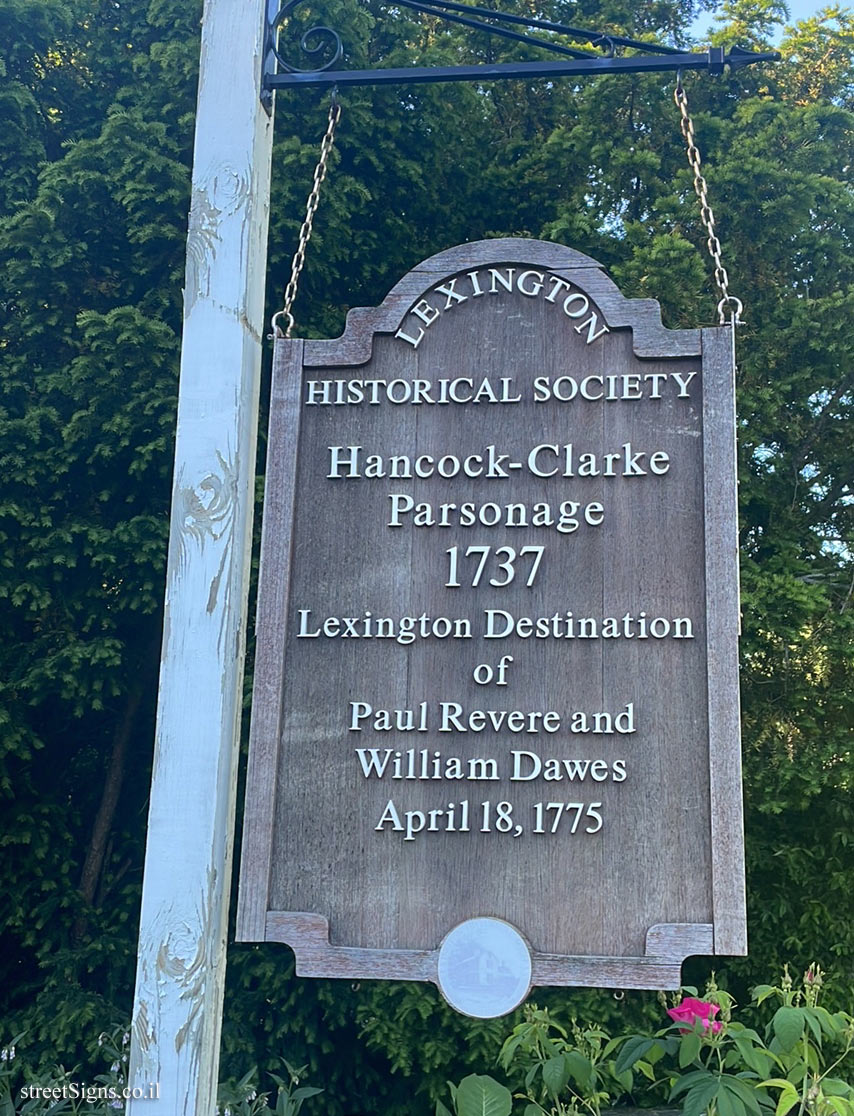 LEXINGTON
HISTORICAL SOCIETY
Hancock-Clarke
Parsonage
1737
Lexington Destination
of
Paul Revere and
William Dawes
April 18, 1775
streetSigns.co.il